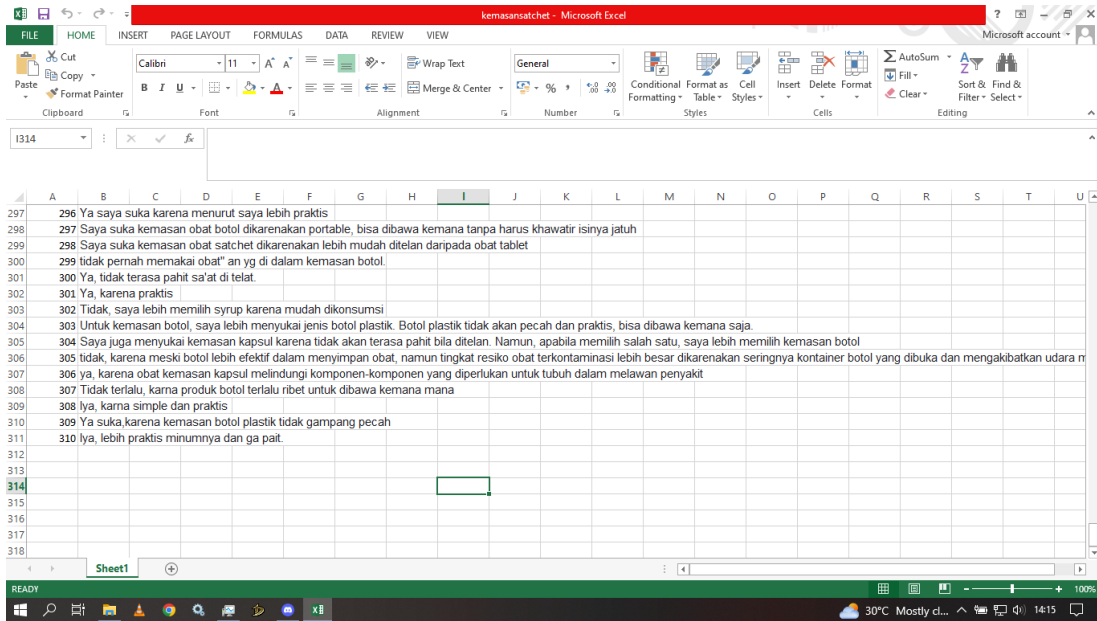 kemasansatchet - Microsoft Excel
FILE HOME INSERT PAGE LAYOUT FORMULAS DATA REVIEW VIEW Microsoft account
Paste Cut Copy Format Painter Clipboard
Calibri 11 B I U Font
Wrap Text Merge & Center Alignment
General % Number
Conditional Formatting Format as Table Cell Styles Styles
Insert Delete Format Cells
AutoSum Fill Clear Sort & Filter Find & Select Editing
I314 fx
A B C D E F G H I J K L M N O P Q R S T U
297 296 Ya saya suka karena menurut saya lebih praktis
298 297 Saya suka kemasan obat botol dikarenakan portable, bisa dibawa kemana tanpa harus khawatir isinya jatuh
299 298 Saya suka kemasan obat satchet dikarenakan lebih mudah ditelan daripada obat tablet
300 299 tidak pernah memakai obat" an yg di dalam kemasan botol.
301 300 Ya, tidak terasa pahit sa'at di telat.
302 301 Ya, karena praktis
303 302 Tidak, saya lebih memilih syrup karena mudah dikonsumsi
304 303 Untuk kemasan botol, saya lebih menyukai jenis botol plastik. Botol plastik tidak akan pecah dan praktis, bisa dibawa kemana saja.
305 304 Saya juga menyukai kemasan kapsul karena tidak akan terasa pahit bila ditelan. Namun, apabila memilih salah satu, saya lebih memilih kemasan botol
306 305 tidak, karena meski botol lebih efektif dalam menyimpan obat, namun tingkat resiko obat terkontaminasi lebih besar dikarenakan seringnya kontainer botol yang dibuka dan mengakibatkan udara m
307 306 ya, karena obat kemasan kapsul melindungi komponen-komponen yang diperlukan untuk tubuh dalam melawan penyakit
308 307 Tidak terlalu, karna produk botol terlalu ribet untuk dibawa kemana mana
309 308 Iya, karna simple dan praktis
310 309 Ya suka,karena kemasan botol plastik tidak gampang pecah
311 310 Iya, lebih praktis minumnya dan ga pait.
312
313
314
315
316
317
318
Sheet1
READY 100%
30°C Mostly cl... 14:15